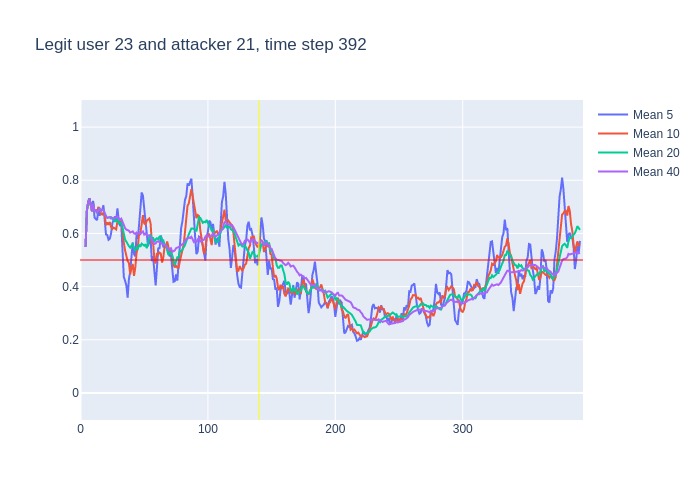 Legit user 23 and attacker 21, time step 392
Mean 5
Mean 10
Mean 20
Mean 40
1
0.8
0.6
0.4
0.2
0
0 100 200 300